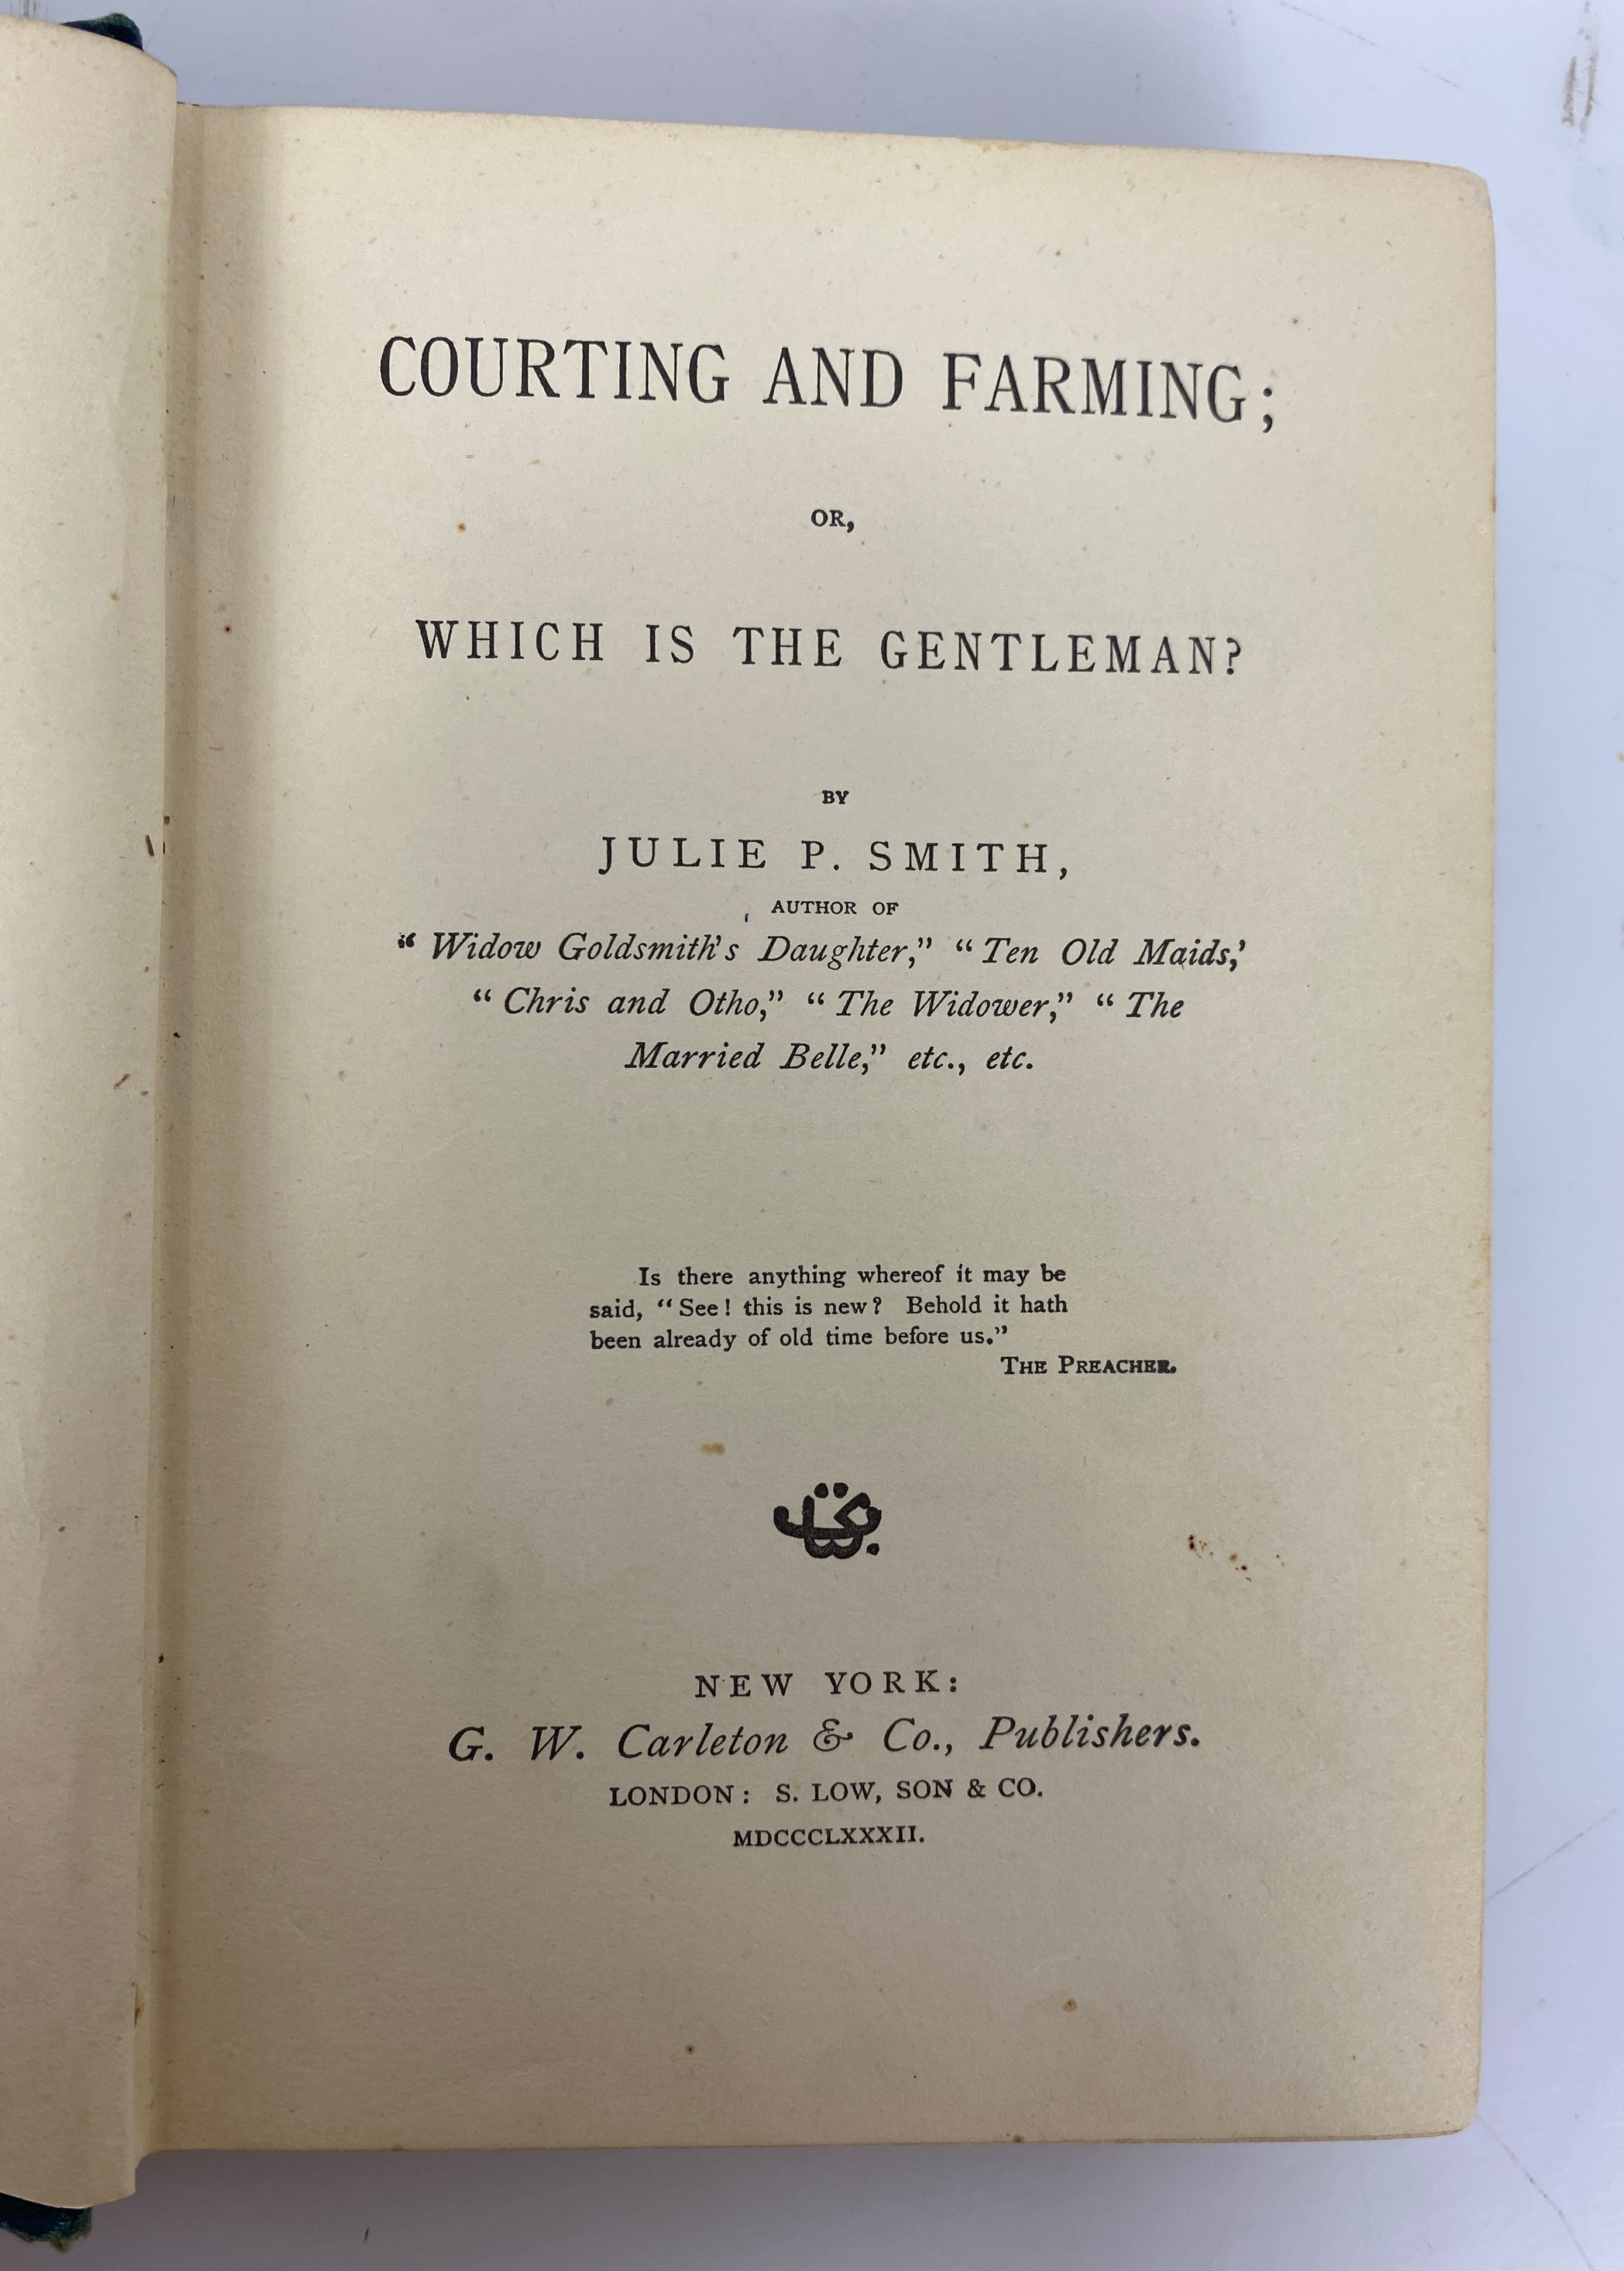 COURTING AND FARMING;
OR,
WHICH IS THE GENTLEMAN?
BY
JULIE P. SMITH,
AUTHOR OF
“ Widow Goldsmith's Daughter,” “ Ten Old Maids,’
“ Chris and Otho,” “ The Widower,” “ The
Married Belle,” etc., etc.
Is there anything whereof it may be
said, “See! this is new? Behold it hath
been already of old time before us.”
THE PREACHER.
NEW YORK:
G. W. Carleton & Co., Publishers.
LONDON: S. LOW, SON & CO.
MDCCCLXXXII.